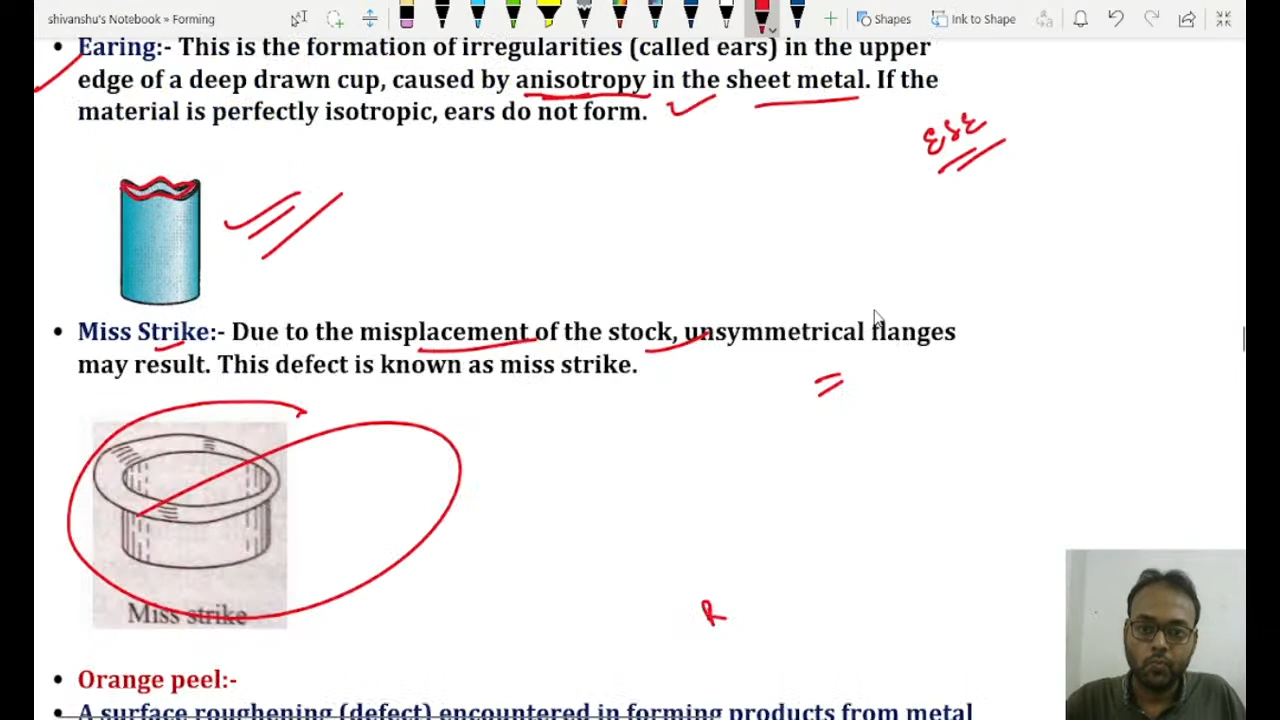 shivanshu's Notebook » Forming
Shapes
Ink to Shape
• Earing:- This is the formation of irregularities (called ears) in the upper
edge of a deep drawn cup, caused by anisotropy in the sheet metal. If the
material is perfectly isotropic, ears do not form.
ESE
• Miss Strike:- Due to the misplacement of the stock, unsymmetrical flanges
may result. This defect is known as miss strike.
Miss strike
R
• Orange peel:-
• A surface roughening (defect) encountered in forming products from metal